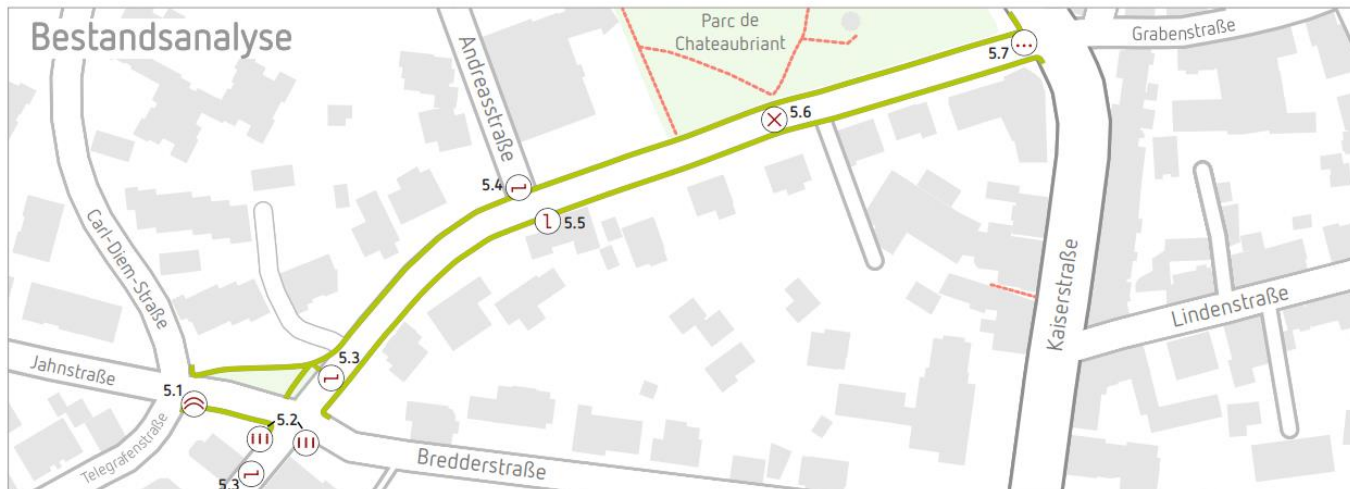 Bestandsanalyse
Parc de
Chateaubriant
Grabenstraße
5.7
Andreasstraße
5.6
5.4
5.5
Carl-Diem-Straße
Kaiserstraße
Lindenstraße
Jahnstraße
5.3
5.1
5.2
Telegrafenstraße
Bredderstraße
5.3